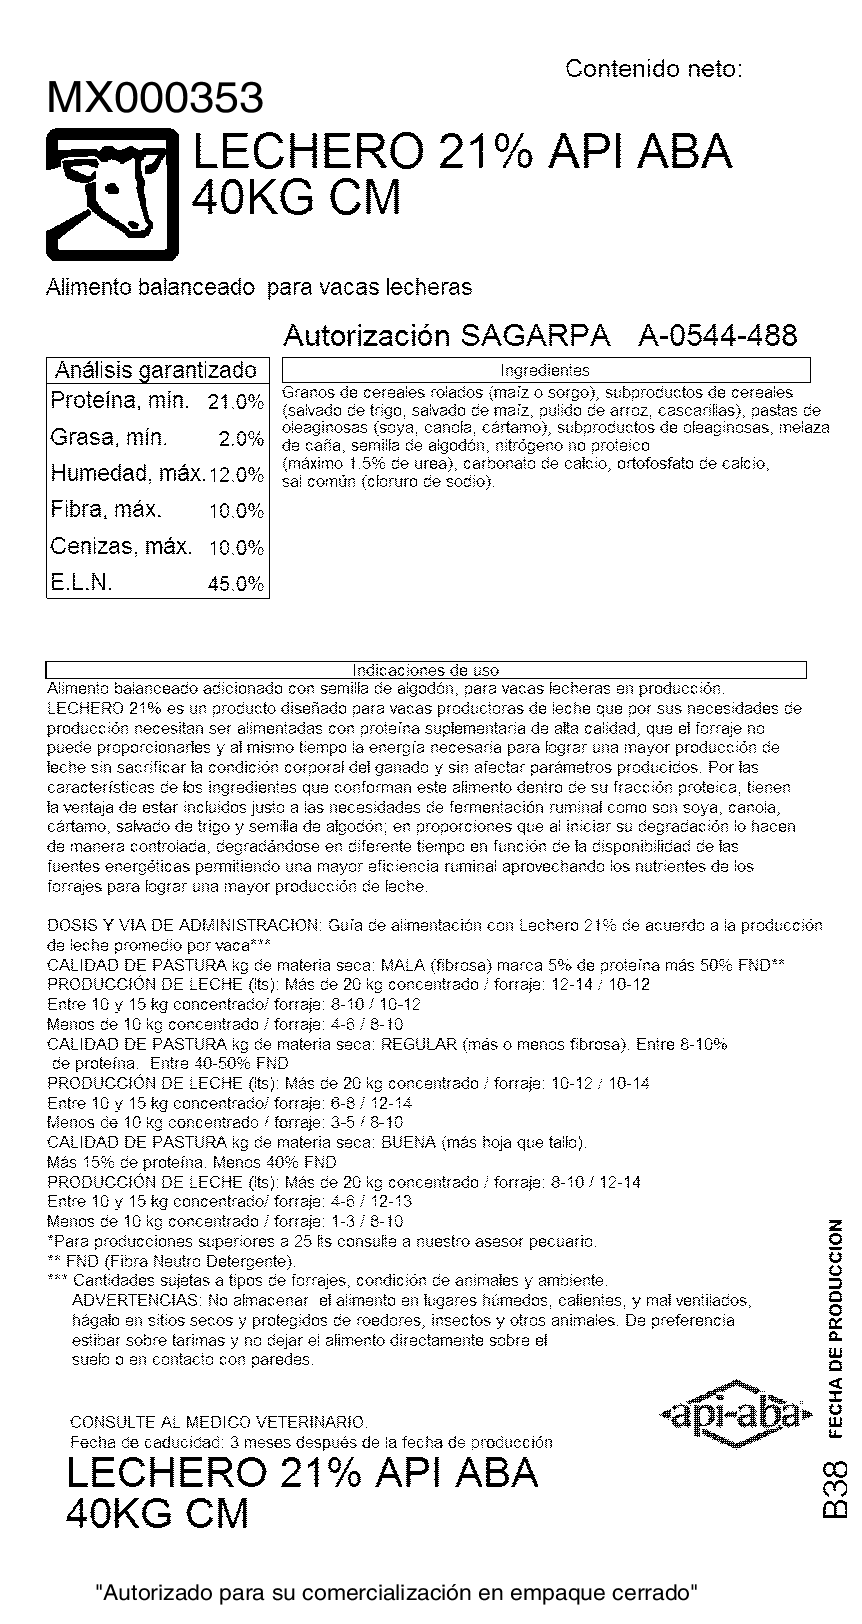 Contenido neto:
MX000353
LECHERO 21% API ABA
40KG CM
Alimento balanceado para vacas lecheras
Autorización SAGARPA A-0544-488
Análisis garantizado
Proteína, mín. 21.0%
Grasa, mín. 2.0%
Humedad, máx. 12.0%
Fibra, máx. 10.0%
Cenizas, máx. 10.0%
E.L.N. 45.0%
Ingredientes
Granos de cereales rolados (maíz o sorgo), subproductos de cereales
(salvado de trigo, salvado de maíz, pulido de arroz, cascarillas), pastas de
oleaginosas (soya, canola, cártamo), subproductos de oleaginosas, melaza
de caña, semilla de algodón, nitrógeno no proteico
(máximo 1.5% de urea), carbonato de calcio, ortofosfato de calcio,
sal común (cloruro de sodio).
Indicaciones de uso
Alimento balanceado adicionado con semilla de algodón, para vacas lecheras en producción.
LECHERO 21% es un producto diseñado para vacas productoras de leche que por sus necesidades de
producción necesitan ser alimentadas con proteína suplementaria de alta calidad, que el forraje no
puede proporcionarles y al mismo tiempo la energía necesaria para lograr una mayor producción de
leche sin sacrificar la condición corporal del ganado y sin afectar parámetros producidos. Por las
características de los ingredientes que conforman este alimento dentro de su fracción proteica, tienen
la ventaja de estar incluidos justo a las necesidades de fermentación ruminal como son soya, canola,
cártamo, salvado de trigo y semilla de algodón; en proporciones que al iniciar su degradación lo hacen
de manera controlada, degradándose en diferente tiempo en función de la disponibilidad de las
fuentes energéticas permitiendo una mayor eficiencia ruminal aprovechando los nutrientes de los
forrajes para lograr una mayor producción de leche.
DOSIS Y VIA DE ADMINISTRACION: Guía de alimentación con Lechero 21% de acuerdo a la producción
de leche promedio por vaca***
CALIDAD DE PASTURA kg de materia seca: MALA (fibrosa) marca 5% de proteína más 50% FND**
PRODUCCIÓN DE LECHE (lts): Más de 20 kg concentrado / forraje: 12-14 / 10-12
Entre 10 y 15 kg concentrado/ forraje: 8-10 / 10-12
Menos de 10 kg concentrado / forraje: 4-6 / 8-10
CALIDAD DE PASTURA kg de materia seca: REGULAR (más o menos fibrosa). Entre 8-10%
de proteína. Entre 40-50% FND
PRODUCCIÓN DE LECHE (lts): Más de 20 kg concentrado / forraje: 10-12 / 10-14
Entre 10 y 15 kg concentrado/ forraje: 6-8 / 12-14
Menos de 10 kg concentrado / forraje: 3-5 / 8-10
CALIDAD DE PASTURA kg de materia seca: BUENA (más hoja que tallo).
Más 15% de proteína. Menos 40% FND
PRODUCCIÓN DE LECHE (lts): Más de 20 kg concentrado / forraje: 8-10 / 12-14
Entre 10 y 15 kg concentrado/ forraje: 4-6 / 12-13
Menos de 10 kg concentrado / forraje: 1-3 / 8-10
*Para producciones superiores a 25 lts consulte a nuestro asesor pecuario.
** FND (Fibra Neutro Detergente).
*** Cantidades sujetas a tipos de forrajes, condición de animales y ambiente.
ADVERTENCIAS: No almacenar el alimento en lugares húmedos, calientes, y mal ventilados,
hágalo en sitios secos y protegidos de roedores, insectos y otros animales. De preferencia
estibar sobre tarimas y no dejar el alimento directamente sobre el
suelo o en contacto con paredes.
CONSULTE AL MEDICO VETERINARIO.
Fecha de caducidad: 3 meses después de la fecha de producción
api-aba
LECHERO 21% API ABA
40KG CM
B38 FECHA DE PRODUCCION
"Autorizado para su comercialización en empaque cerrado"